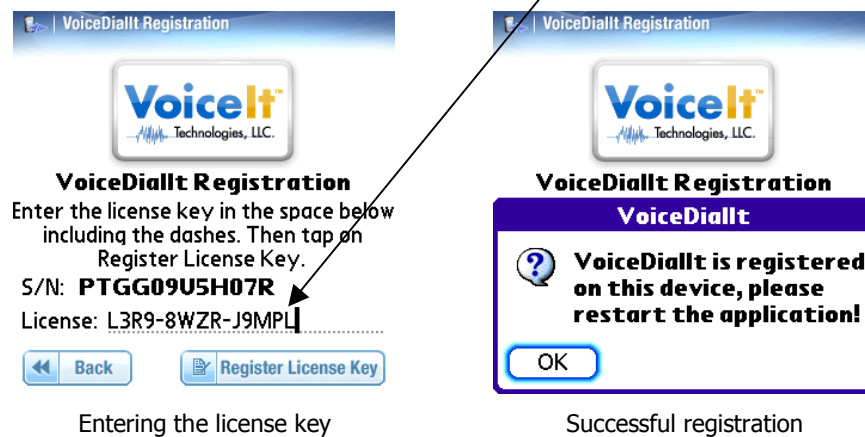 VoiceDialIt Registration
VoiceIt™
Technologies, LLC.
VoiceDialIt Registration
Enter the license key in the space below
including the dashes. Then tap on
Register License Key.
S/N: PTGG09U5H07R
License: L3R9-8WZR-J9MPL
Back
Register License Key
Entering the license key
VoiceDialIt Registration
VoiceIt™
Technologies, LLC.
VoiceDialIt Registration
VoiceDialIt
VoiceDialIt is registered
on this device, please
restart the application!
OK
Successful registration